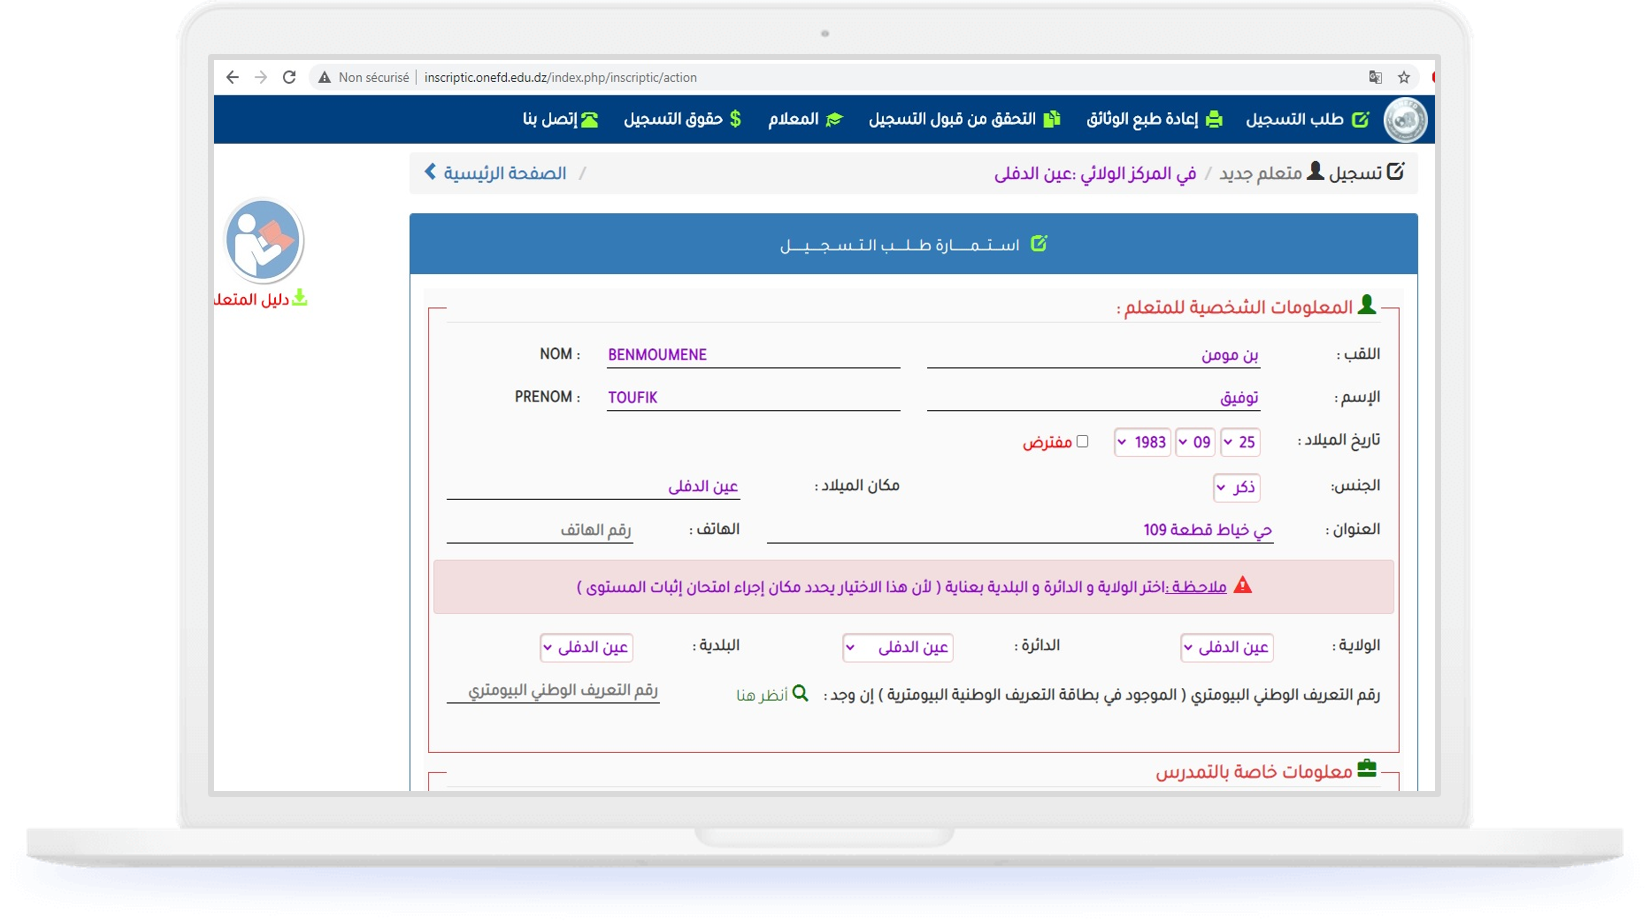 Non sécurisé | inscriptic.onefd.edu.dz/index.php/inscriptic/action
طلب التسجيل إعادة طبع الوثائق التحقق من قبول التسجيل المعلام $ حقوق التسجيل إتصل بنا
تسجيل متعلم جديد / في المركز الولائي :عين الدفلى / الصفحة الرئيسية
دليل المتعلم
استــمــــارة طــلــــب الـتــســجــيــــل
المعلومات الشخصية للمتعلم :
اللقب : بن مومن BENMOUMENE NOM :
الإسم : توفيق TOUFIK PRENOM :
تاريخ الميلاد : 25 09 1983 مفترض
الجنس: ذكر مكان الميلاد : عين الدفلى
العنوان : حي خياط قطعة 109 الهاتف : رقم الهاتف
ملاحظة :اختر الولاية و الدائرة و البلدية بعناية ( لأن هذا الاختيار يحدد مكان إجراء امتحان إثبات المستوى )
الولاية : عين الدفلى الدائرة : عين الدفلى البلدية : عين الدفلى
رقم التعريف الوطني البيومتري ( الموجود في بطاقة التعريف الوطنية البيومترية ) إن وجد : أنظر هنا رقم التعريف الوطني البيومتري
معلومات خاصة بالتمدرس